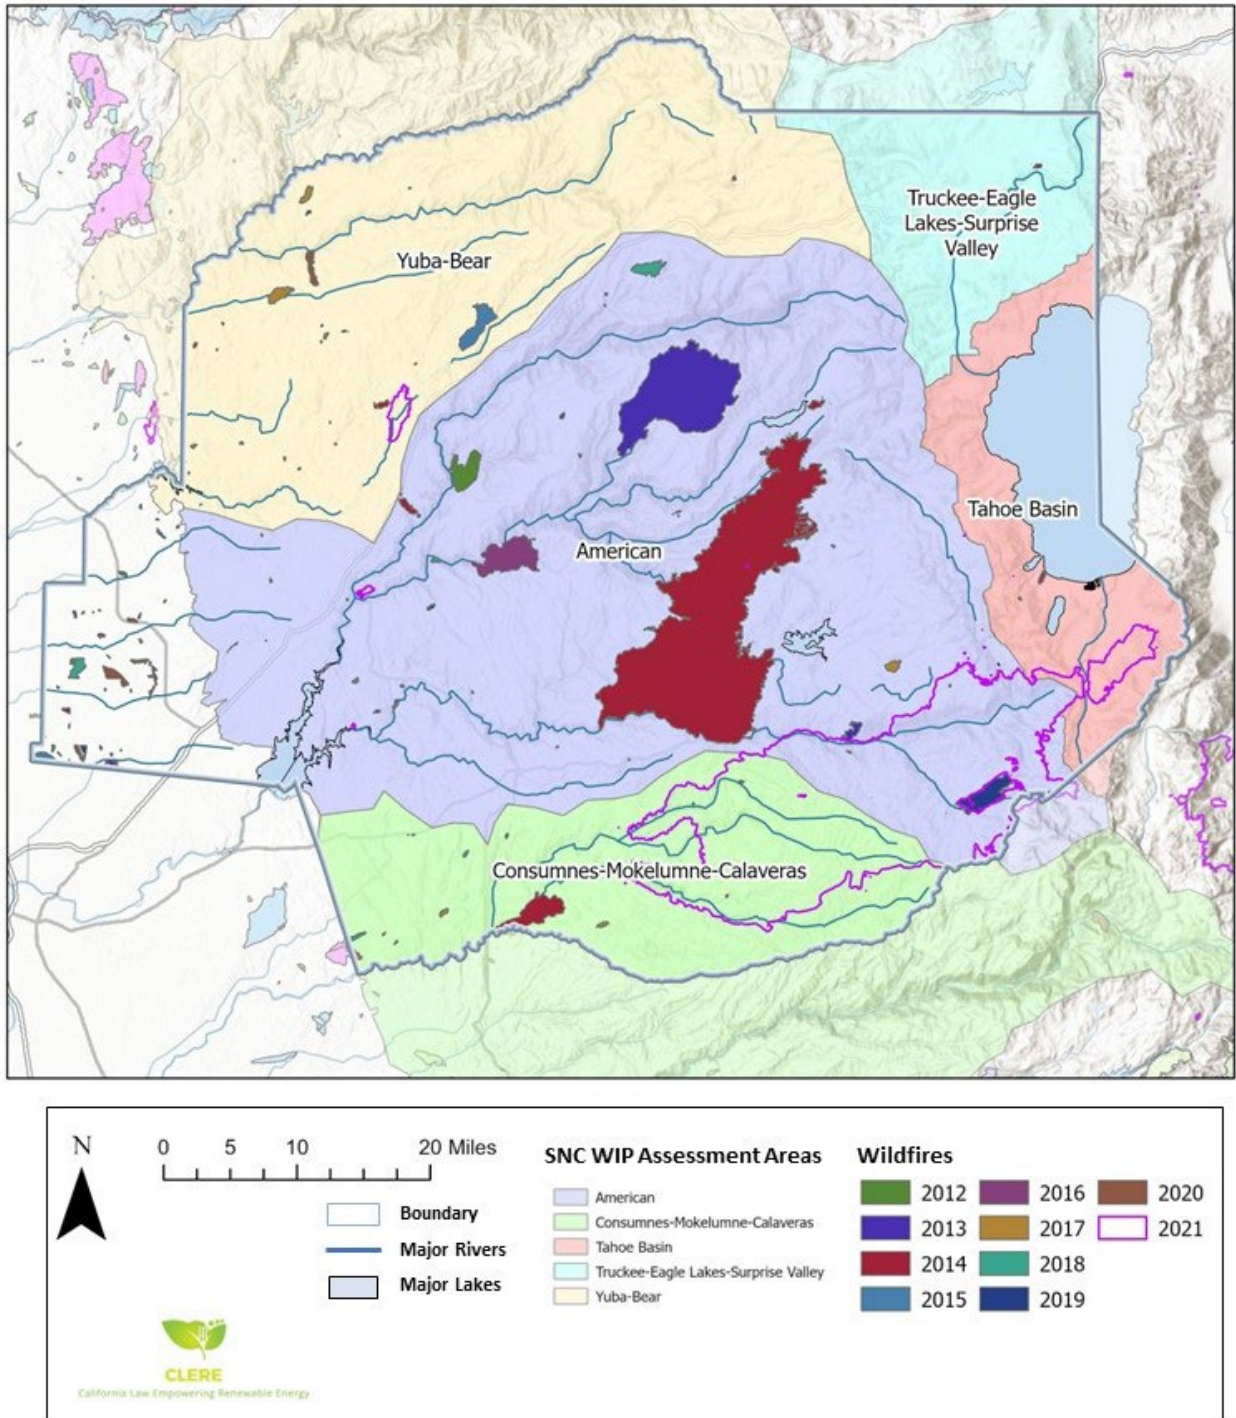 Truckee-Eagle
Lakes-Surprise
Valley
Yuba-Bear
Tahoe Basin
American
Consumnes-Mokelumne-Calaveras
N
0 5 10 20 Miles
Boundary
Major Rivers
Major Lakes
SNC WIP Assessment Areas
American
Consumnes-Mokelumne-Calaveras
Tahoe Basin
Truckee-Eagle Lakes-Surprise Valley
Yuba-Bear
Wildfires
2012 2016 2020
2013 2017 2021
2014 2018
2015 2019
CLERE
California Law Empowering Renewable Energy